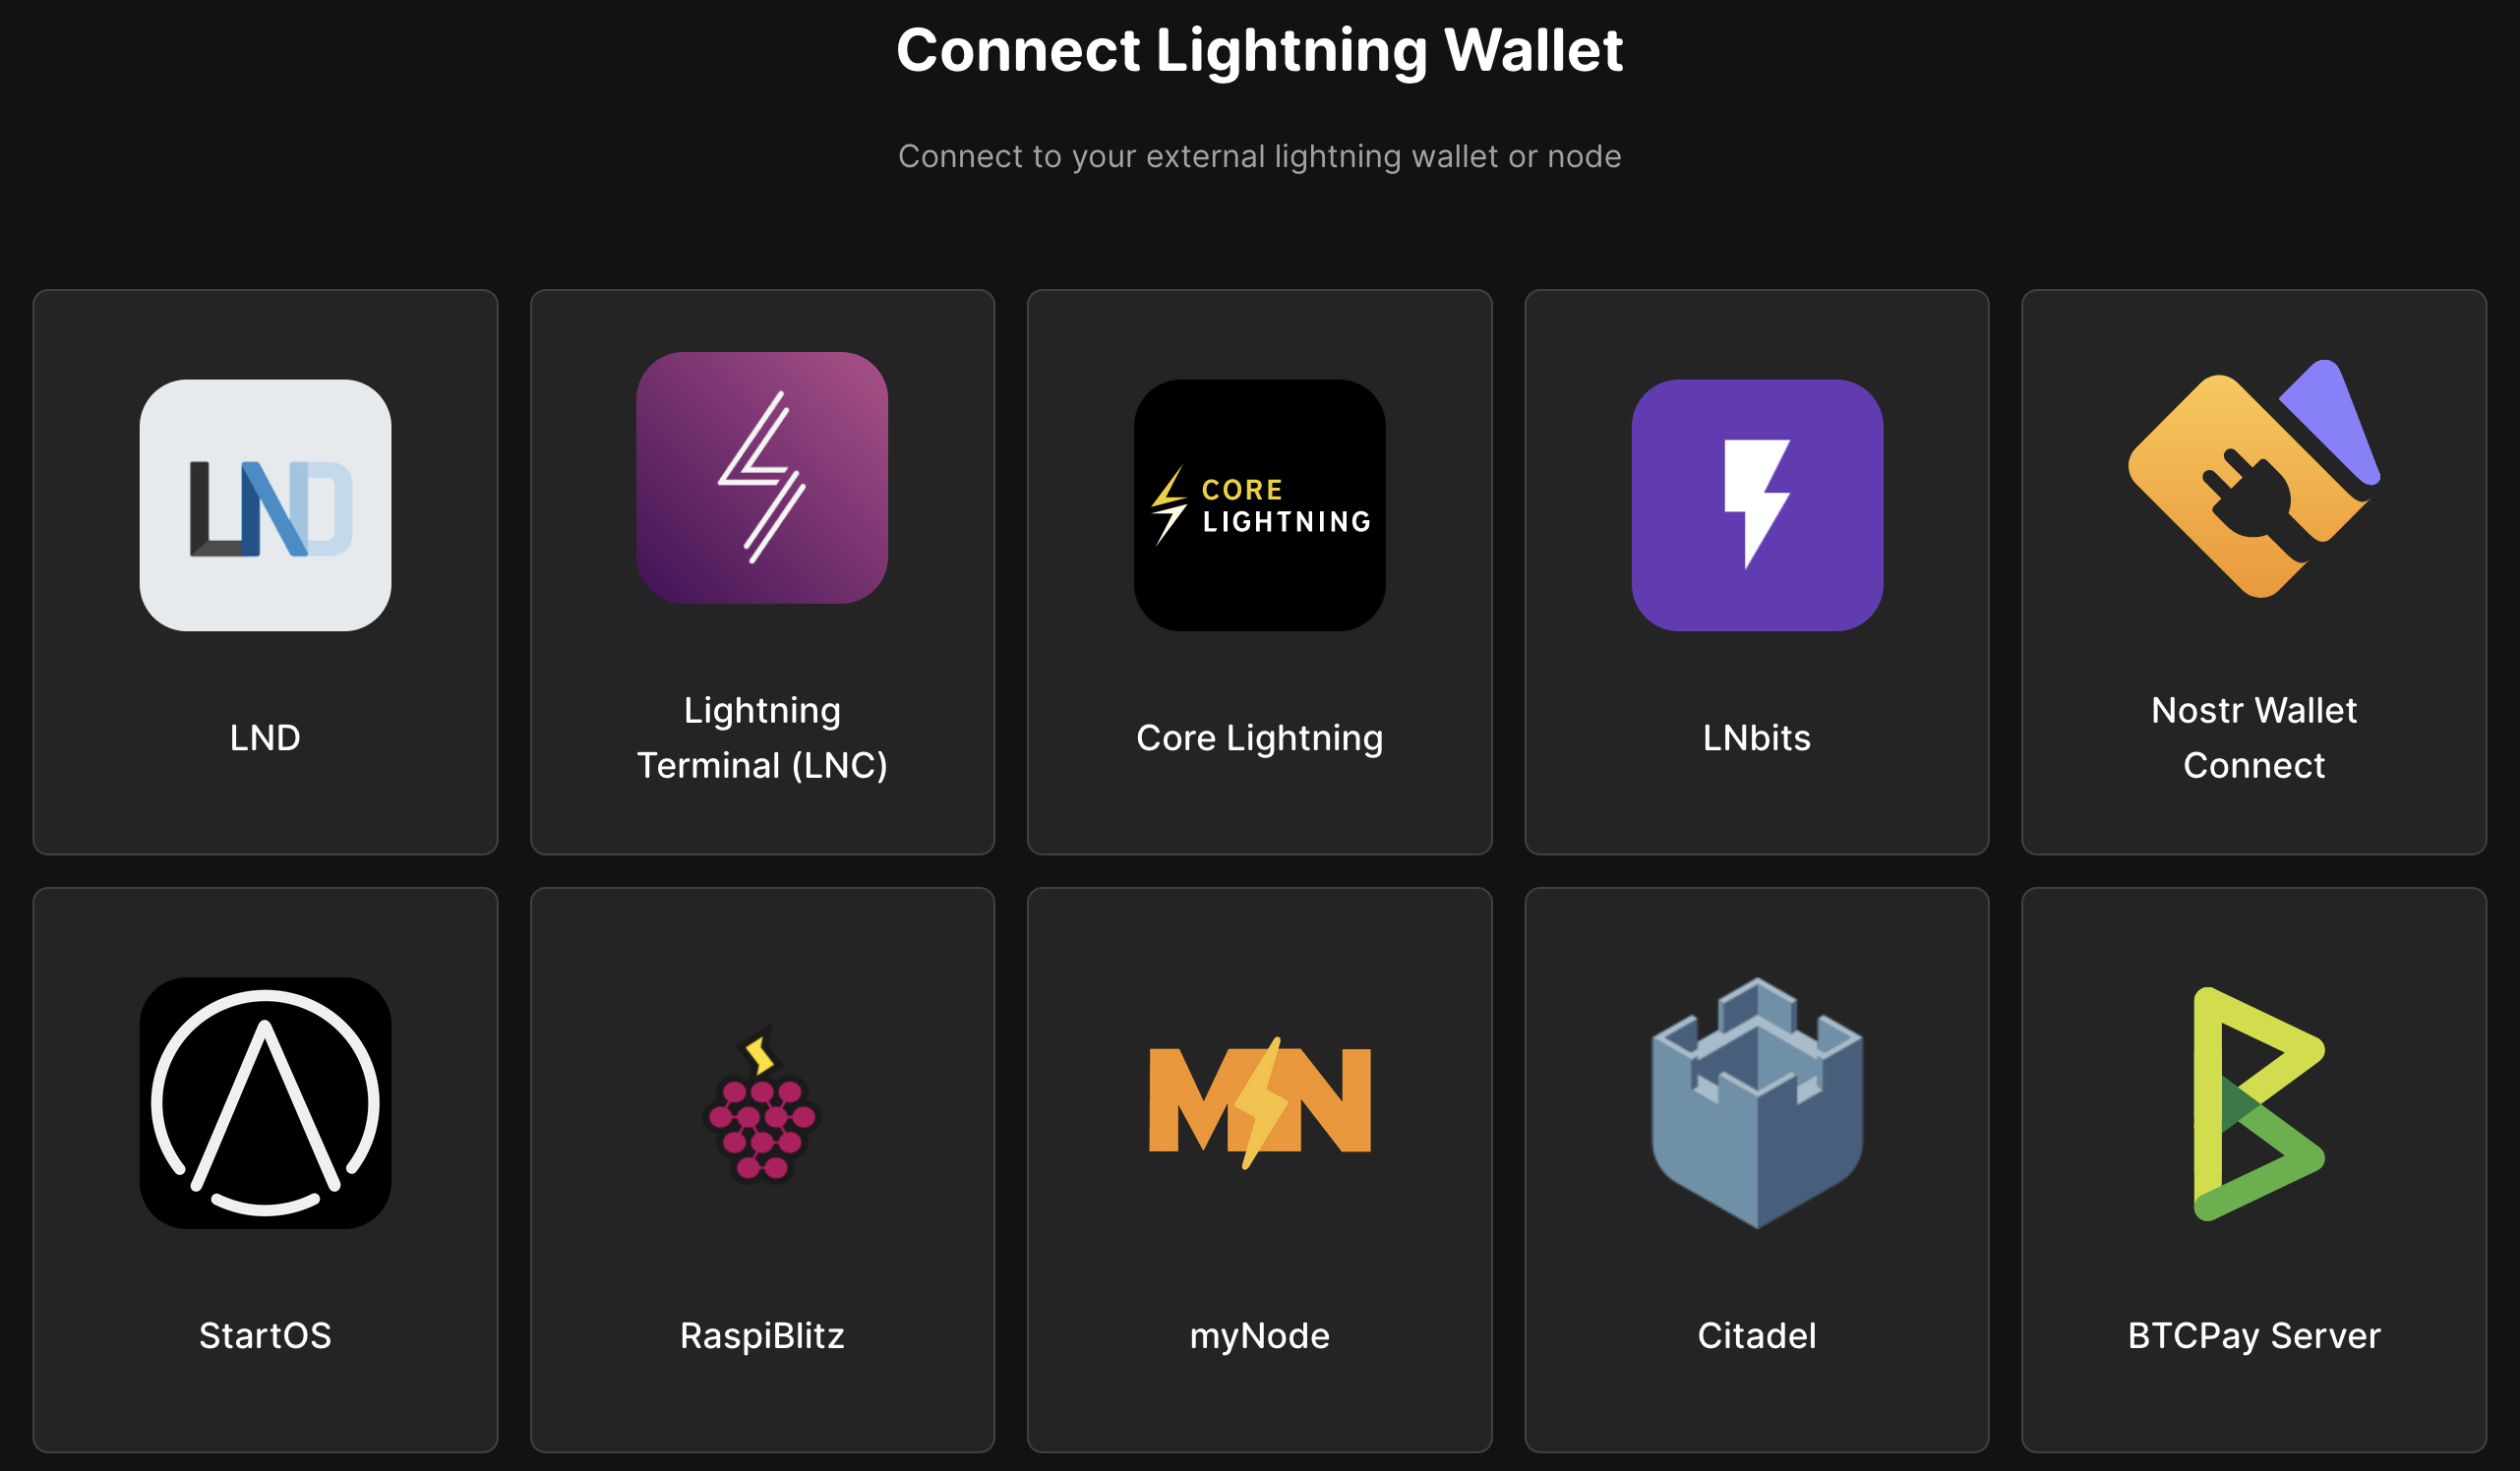 Connect Lightning Wallet
Connect to your external lightning wallet or node
LND
CORE
LIGHTNING
LND
Lightning
Terminal (LNC)
Core Lightning
LNbits
Nostr Wallet
Connect
MN
StartOS
RaspiBlitz
myNode
Citadel
BTCPay Server